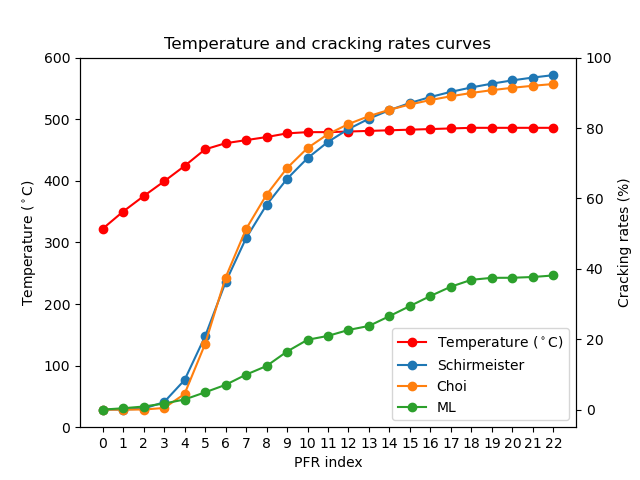 Temperature and cracking rates curves
600
500
400
300
200
100
0
Temperature (°C)
100
80
60
40
20
0
Cracking rates (%)
Temperature (°C)
Schirmeister
Choi
ML
0 1 2 3 4 5 6 7 8 9 10 11 12 13 14 15 16 17 18 19 20 21 22
PFR index